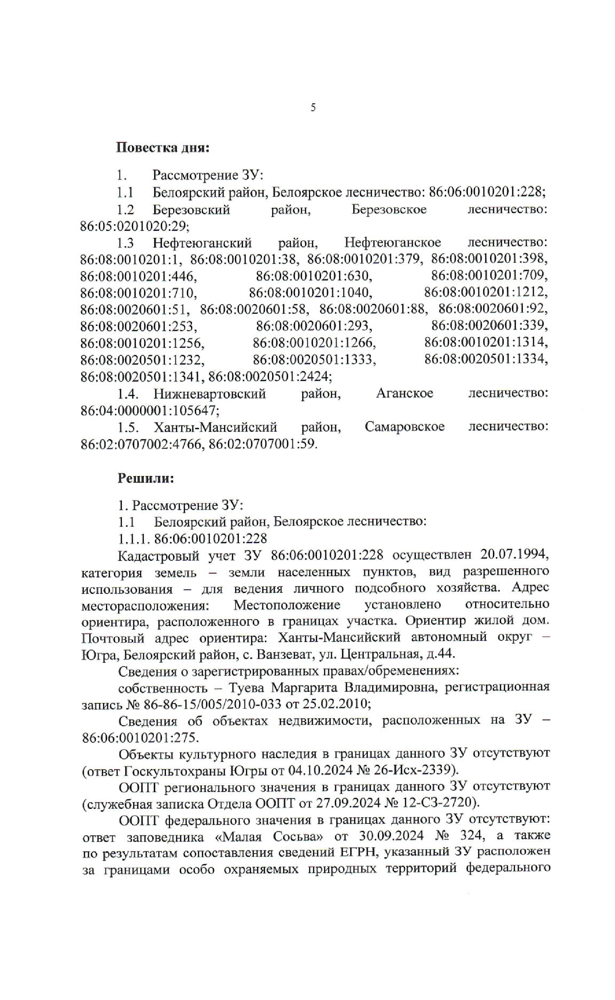 5
Повестка дня:
1. Рассмотрение ЗУ:
1.1 Белоярский район, Белоярское лесничество: 86:06:0010201:228;
1.2 Березовский район, Березовское лесничество:
86:05:0201020:29;
1.3 Нефтеюганский район, Нефтеюганское лесничество:
86:08:0010201:1, 86:08:0010201:38, 86:08:0010201:379, 86:08:0010201:398,
86:08:0010201:446, 86:08:0010201:630, 86:08:0010201:709,
86:08:0010201:710, 86:08:0010201:1040, 86:08:0010201:1212,
86:08:0020601:51, 86:08:0020601:58, 86:08:0020601:88, 86:08:0020601:92,
86:08:0020601:253, 86:08:0020601:293, 86:08:0020601:339,
86:08:0010201:1256, 86:08:0010201:1266, 86:08:0010201:1314,
86:08:0020501:1232, 86:08:0020501:1333, 86:08:0020501:1334,
86:08:0020501:1341, 86:08:0020501:2424;
1.4. Нижневартовский район, Аганское лесничество:
86:04:0000001:105647;
1.5. Ханты-Мансийский район, Самаровское лесничество:
86:02:0707002:4766, 86:02:0707001:59.
Решили:
1. Рассмотрение ЗУ:
1.1 Белоярский район, Белоярское лесничество:
1.1.1. 86:06:0010201:228
Кадастровый учет ЗУ 86:06:0010201:228 осуществлен 20.07.1994,
категория земель – земли населенных пунктов, вид разрешенного
использования – для ведения личного подсобного хозяйства. Адрес
месторасположения: Местоположение установлено относительно
ориентира, расположенного в границах участка. Ориентир жилой дом.
Почтовый адрес ориентира: Ханты-Мансийский автономный округ –
Югра, Белоярский район, с. Ванзеват, ул. Центральная, д.44.
Сведения о зарегистрированных правах/обременениях:
собственность – Туева Маргарита Владимировна, регистрационная
запись № 86-86-15/005/2010-033 от 25.02.2010;
Сведения об объектах недвижимости, расположенных на ЗУ –
86:06:0010201:275.
Объекты культурного наследия в границах данного ЗУ отсутствуют
(ответ Госкультохраны Югры от 04.10.2024 № 26-Исх-2339).
ООПТ регионального значения в границах данного ЗУ отсутствуют
(служебная записка Отдела ООПТ от 27.09.2024 № 12-СЗ-2720).
ООПТ федерального значения в границах данного ЗУ отсутствуют:
ответ заповедника «Малая Сосьва» от 30.09.2024 № 324, а также
по результатам сопоставления сведений ЕГРН, указанный ЗУ расположен
за границами особо охраняемых природных территорий федерального